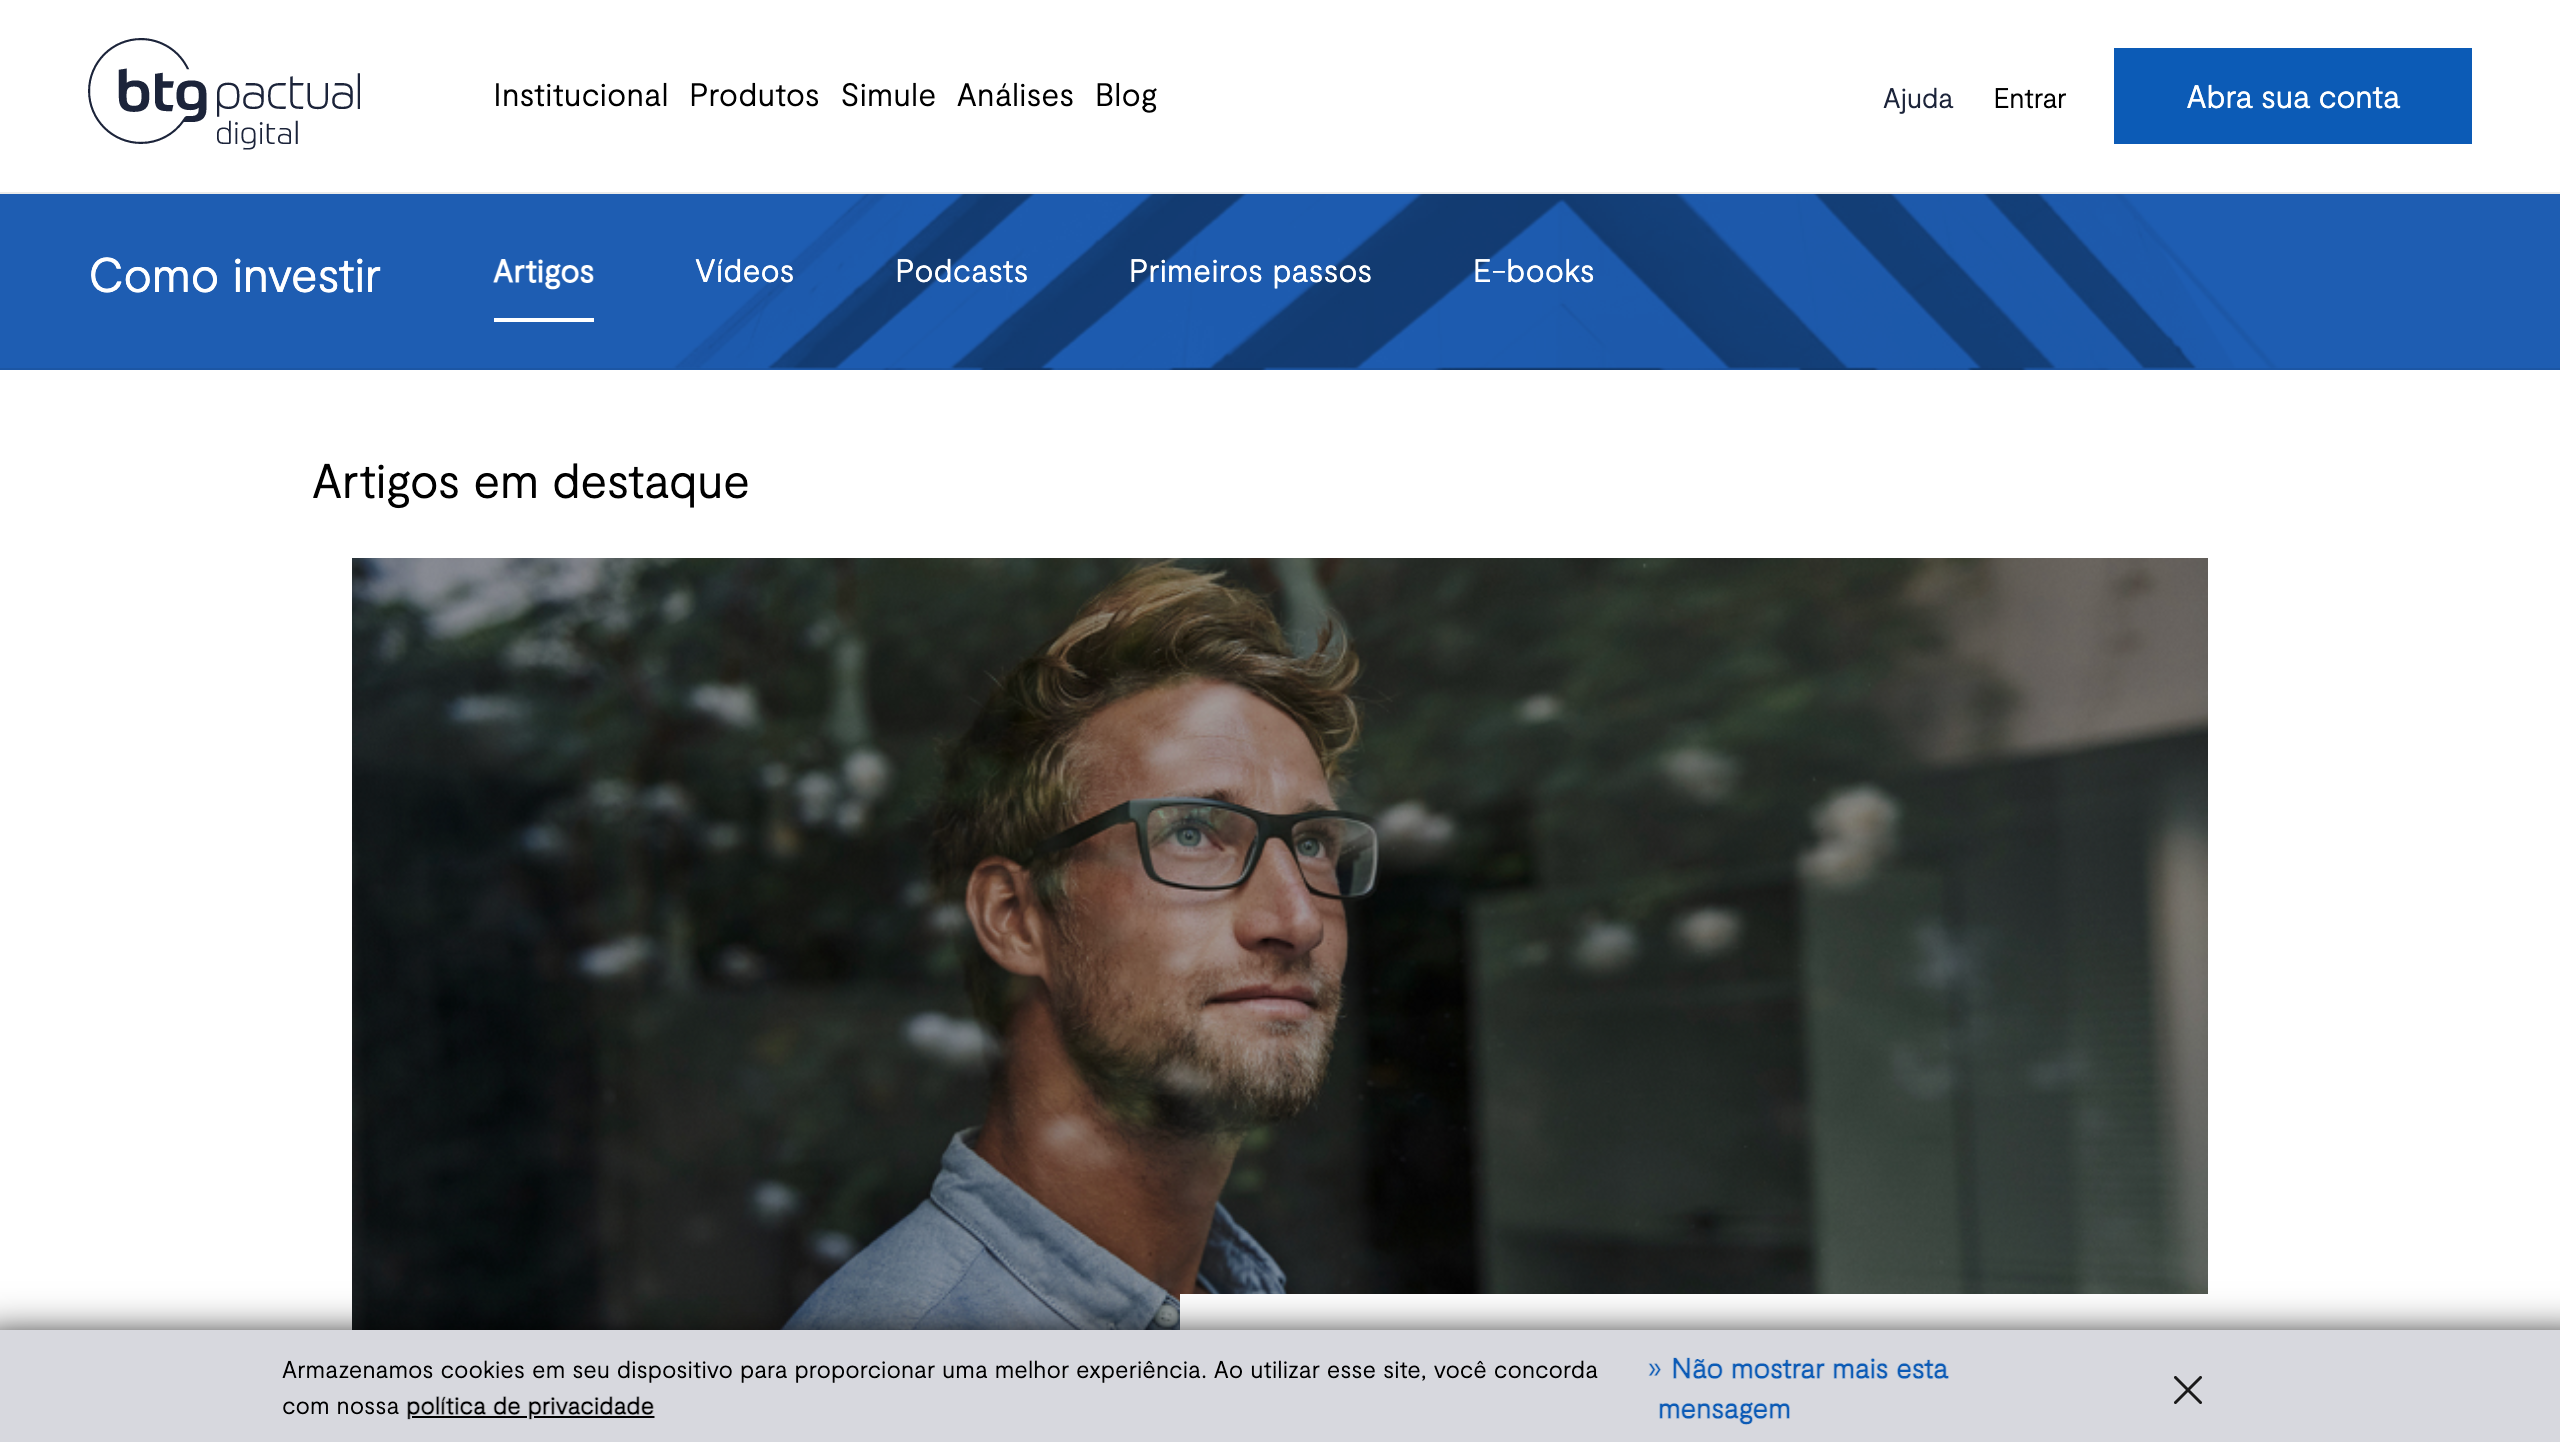 btg pactual
digital
Institucional Produtos Simule Análises Blog
Ajuda Entrar Abra sua conta
Como investir Artigos Vídeos Podcasts Primeiros passos E-books
Artigos em destaque
Armazenamos cookies em seu dispositivo para proporcionar uma melhor experiência. Ao utilizar esse site, você concorda
com nossa política de privacidade
» Não mostrar mais esta
mensagem